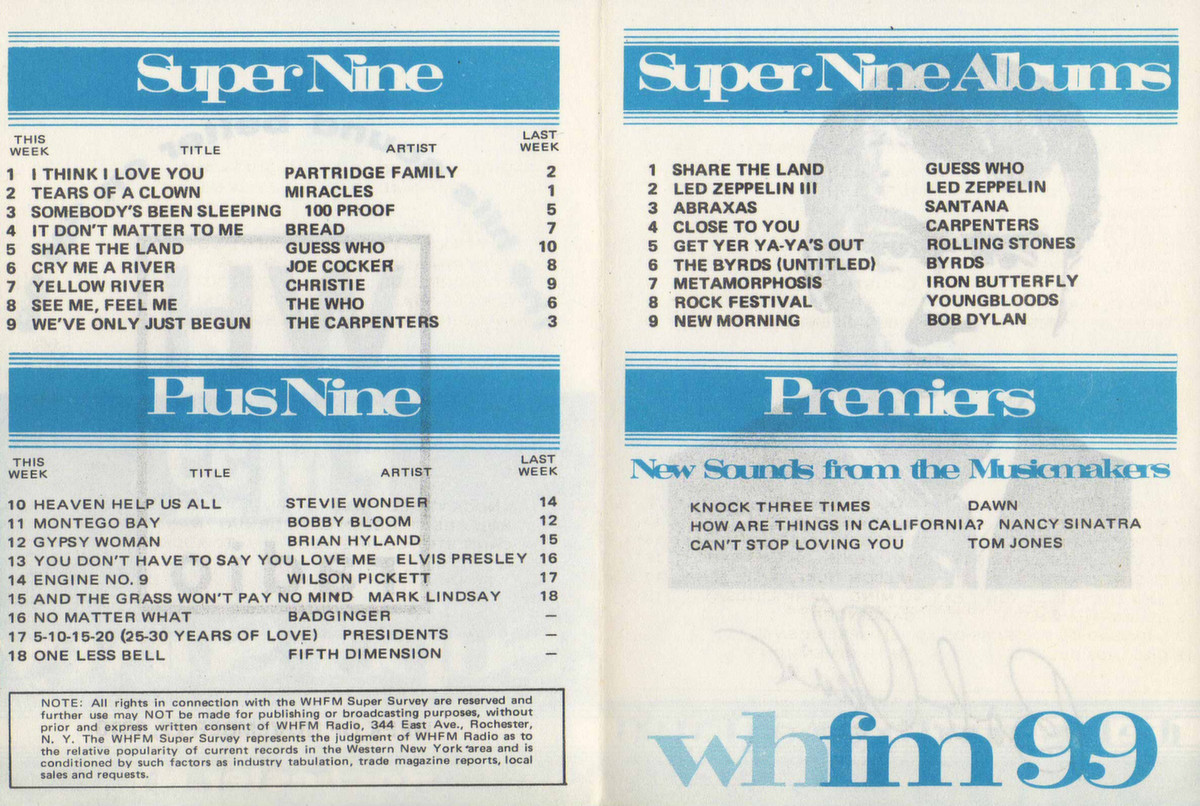 Super Nine
THIS WEEK TITLE ARTIST LAST WEEK
1 I THINK I LOVE YOU PARTRIDGE FAMILY 2
2 TEARS OF A CLOWN MIRACLES 1
3 SOMEBODY'S BEEN SLEEPING 100 PROOF 5
4 IT DON'T MATTER TO ME BREAD 7
5 SHARE THE LAND GUESS WHO 10
6 CRY ME A RIVER JOE COCKER 8
7 YELLOW RIVER CHRISTIE 9
8 SEE ME, FEEL ME THE WHO 6
9 WE'VE ONLY JUST BEGUN THE CARPENTERS 3
Plus Nine
THIS WEEK TITLE ARTIST LAST WEEK
10 HEAVEN HELP US ALL STEVIE WONDER 14
11 MONTEGO BAY BOBBY BLOOM 12
12 GYPSY WOMAN BRIAN HYLAND 15
13 YOU DON'T HAVE TO SAY YOU LOVE ME ELVIS PRESLEY 16
14 ENGINE NO. 9 WILSON PICKETT 17
15 AND THE GRASS WON'T PAY NO MIND MARK LINDSAY 18
16 NO MATTER WHAT BADGINGER —
17 5-10-15-20 (25-30 YEARS OF LOVE) PRESIDENTS —
18 ONE LESS BELL FIFTH DIMENSION —
NOTE: All rights in connection with the WHFM Super Survey are reserved and
further use may NOT be made for publishing or broadcasting purposes, without
prior and express written consent of WHFM Radio, 344 East Ave., Rochester,
N. Y. The WHFM Super Survey represents the judgment of WHFM Radio as to
the relative popularity of current records in the Western New York area and is
conditioned by such factors as industry tabulation, trade magazine reports, local
sales and requests.
Super Nine Albums
1 SHARE THE LAND GUESS WHO
2 LED ZEPPELIN III LED ZEPPELIN
3 ABRAXAS SANTANA
4 CLOSE TO YOU CARPENTERS
5 GET YER YA-YA'S OUT ROLLING STONES
6 THE BYRDS (UNTITLED) BYRDS
7 METAMORPHOSIS IRON BUTTERFLY
8 ROCK FESTIVAL YOUNGBLOODS
9 NEW MORNING BOB DYLAN
Premiers
New Sounds from the Musicmakers
KNOCK THREE TIMES DAWN
HOW ARE THINGS IN CALIFORNIA? NANCY SINATRA
CAN'T STOP LOVING YOU TOM JONES
whfm 99